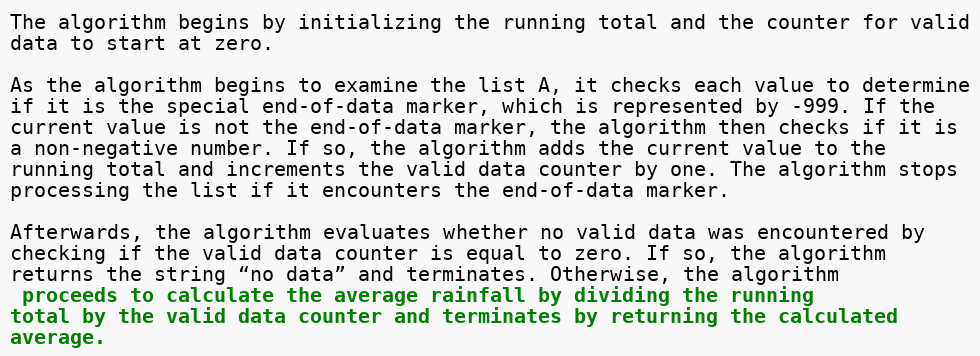 The algorithm begins by initializing the running total and the counter for valid
data to start at zero.
As the algorithm begins to examine the list A, it checks each value to determine
if it is the special end-of-data marker, which is represented by -999. If the
current value is not the end-of-data marker, the algorithm then checks if it is
a non-negative number. If so, the algorithm adds the current value to the
running total and increments the valid data counter by one. The algorithm stops
processing the list if it encounters the end-of-data marker.
Afterwards, the algorithm evaluates whether no valid data was encountered by
checking if the valid data counter is equal to zero. If so, the algorithm
returns the string “no data” and terminates. Otherwise, the algorithm
proceeds to calculate the average rainfall by dividing the running
total by the valid data counter and terminates by returning the calculated
average.